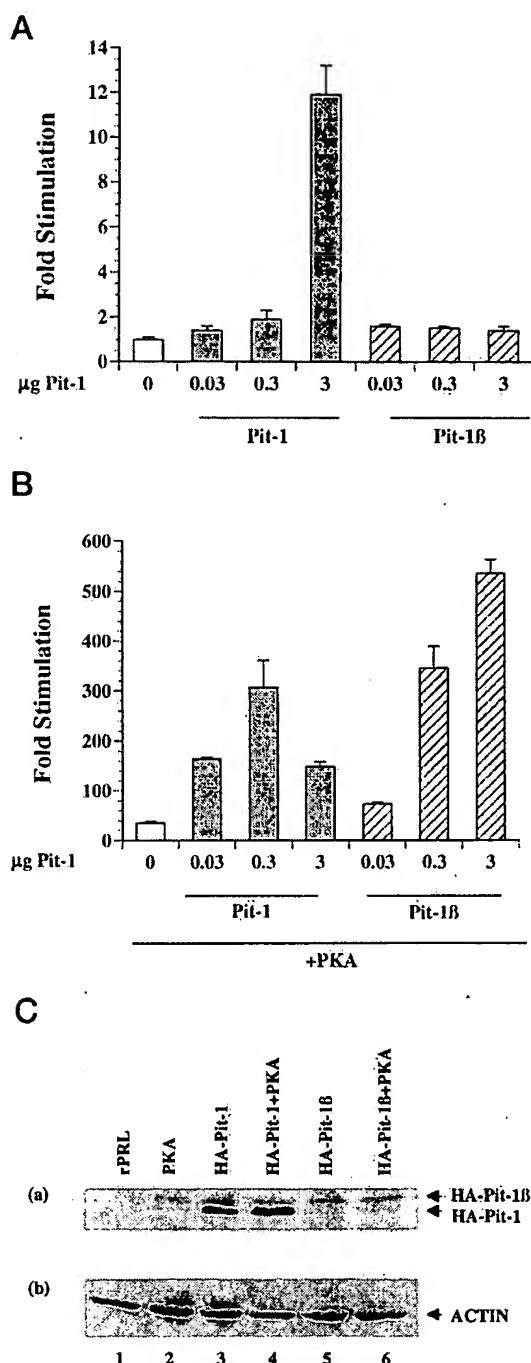 A
14
12
10
8
6
4
2
0
Fold Stimulation
µg Pit-1 0 0.03 0.3 3 0.03 0.3 3
Pit-1 Pit-1ß
B
600
500
400
300
200
100
0
Fold Stimulation
µg Pit-1 0 0.03 0.3 3 0.03 0.3 3
Pit-1 Pit-1ß
+PKA
C
rPRL
PKA
HA-Pit-1
HA-Pit-1+PKA
HA-Pit-1ß
HA-Pit-1ß+PKA
(a) HA-Pit-1ß
HA-Pit-1
(b) ACTIN
1 2 3 4 5 6